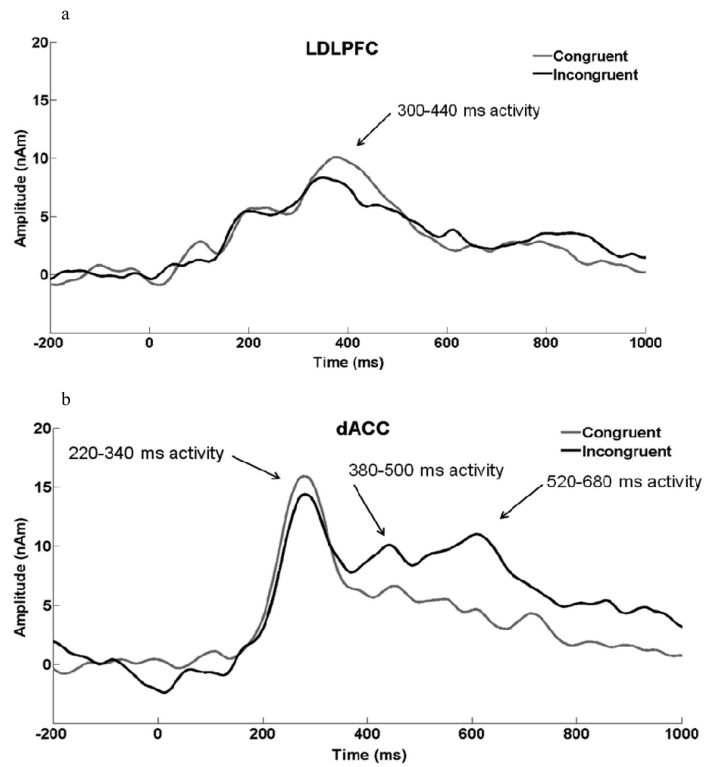 a
LDLPFC
Congruent
Incongruent
300-440 ms activity
Amplitude (nAm)
20
15
10
5
0
-200 0 200 400 600 800 1000
Time (ms)
b
dACC
Congruent
Incongruent
220-340 ms activity
380-500 ms activity
520-680 ms activity
Amplitude (nAm)
20
15
10
5
0
-200 0 200 400 600 800 1000
Time (ms)